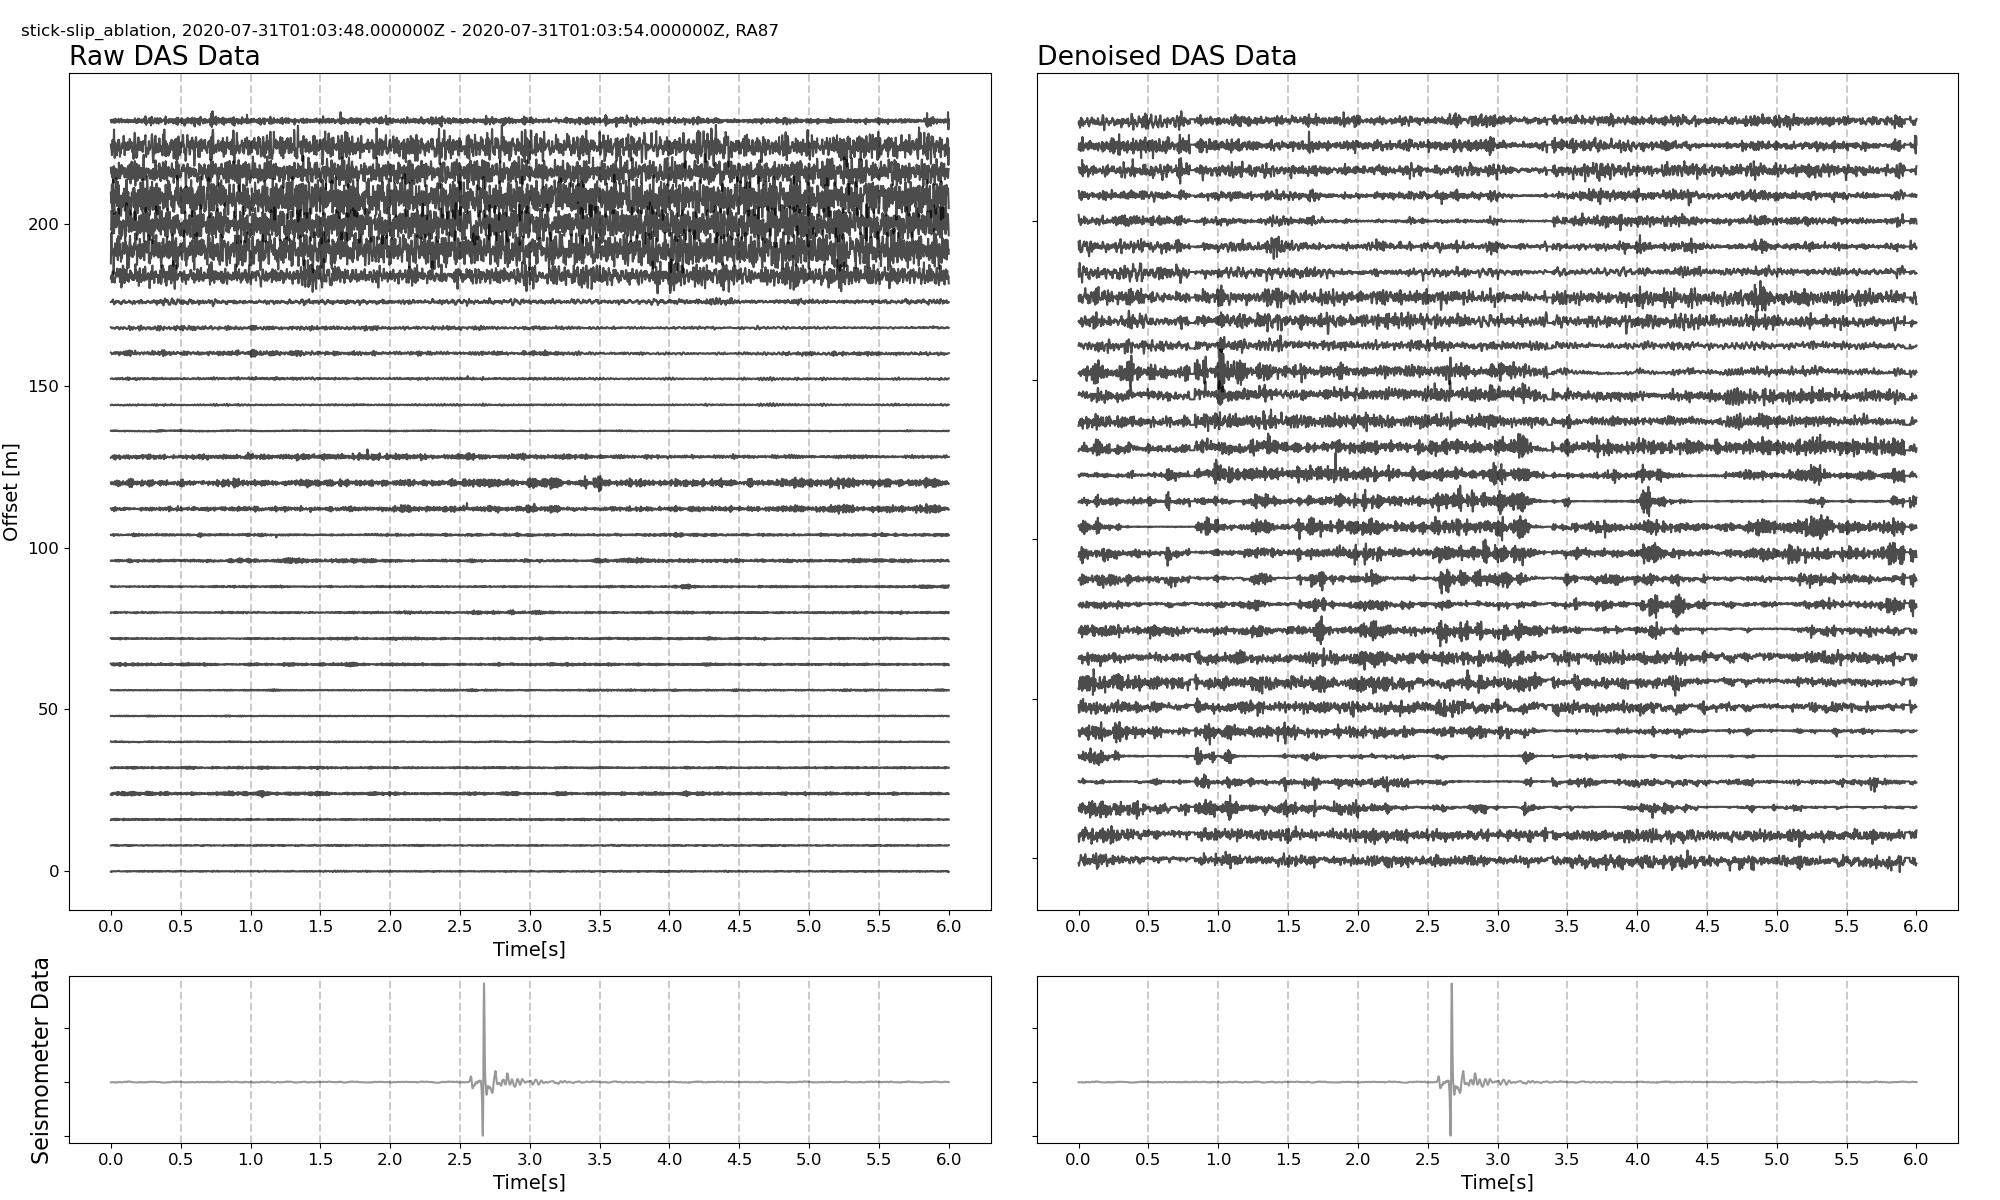 stick-slip_ablation, 2020-07-31T01:03:48.000000Z - 2020-07-31T01:03:54.000000Z, RA87
Raw DAS Data
Denoised DAS Data
Offset [m]
200
150
100
50
0
0.0 0.5 1.0 1.5 2.0 2.5 3.0 3.5 4.0 4.5 5.0 5.5 6.0
Time[s]
0.0 0.5 1.0 1.5 2.0 2.5 3.0 3.5 4.0 4.5 5.0 5.5 6.0
Seismometer Data
0.0 0.5 1.0 1.5 2.0 2.5 3.0 3.5 4.0 4.5 5.0 5.5 6.0
Time[s]
0.0 0.5 1.0 1.5 2.0 2.5 3.0 3.5 4.0 4.5 5.0 5.5 6.0
Time[s]